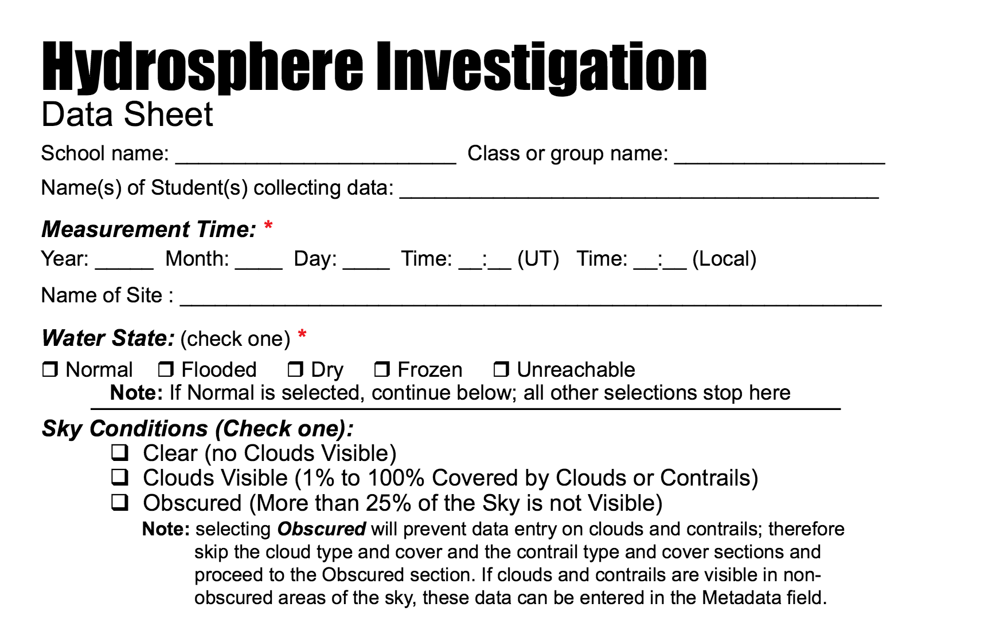 Hydrosphere Investigation
Data Sheet
School name: ________________________ Class or group name: __________________
Name(s) of Student(s) collecting data: _________________________________________
Measurement Time: *
Year: _____ Month: ____ Day: ____ Time: __:__ (UT) Time: __:__ (Local)
Name of Site : ____________________________________________________________
Water State: (check one) *
❒ Normal ❒ Flooded ❒ Dry ❒ Frozen ❒ Unreachable
Note: If Normal is selected, continue below; all other selections stop here
Sky Conditions (Check one):
❑ Clear (no Clouds Visible)
❑ Clouds Visible (1% to 100% Covered by Clouds or Contrails)
❑ Obscured (More than 25% of the Sky is not Visible)
Note: selecting Obscured will prevent data entry on clouds and contrails; therefore
skip the cloud type and cover and the contrail type and cover sections and
proceed to the Obscured section. If clouds and contrails are visible in non-
obscured areas of the sky, these data can be entered in the Metadata field.